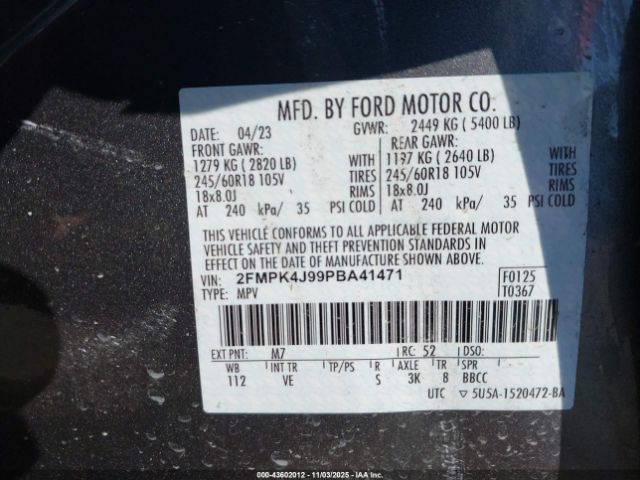 MFD. BY FORD MOTOR CO.
DATE: 04/23 GVWR: 2449 KG ( 5400 LB)
FRONT GAWR: REAR GAWR:
1279 KG ( 2820 LB) WITH 1197 KG ( 2640 LB) WITH
245/60R18 105V TIRES 245/60R18 105V TIRES
18x8.0J RIMS 18x8.0J RIMS
AT 240 kPa/ 35 PSI COLD AT 240 kPa/ 35 PSI COLD
THIS VEHICLE CONFORMS TO ALL APPLICABLE FEDERAL MOTOR
VEHICLE SAFETY AND THEFT PREVENTION STANDARDS IN
EFFECT ON THE DATE OF MANUFACTURE SHOWN ABOVE.
VIN: 2FMPK4J99PBA41471 F0125
TYPE: MPV T0367
EXT PNT: M7 RC: 52 DSO:
WB INT TR TP/PS R AXLE TR SPR
112 VE S 3K 8 BBCC
UTC ▽ 5U5A-1520472-BA
000-43602012 - 11/03/2025 - IAAI.COM